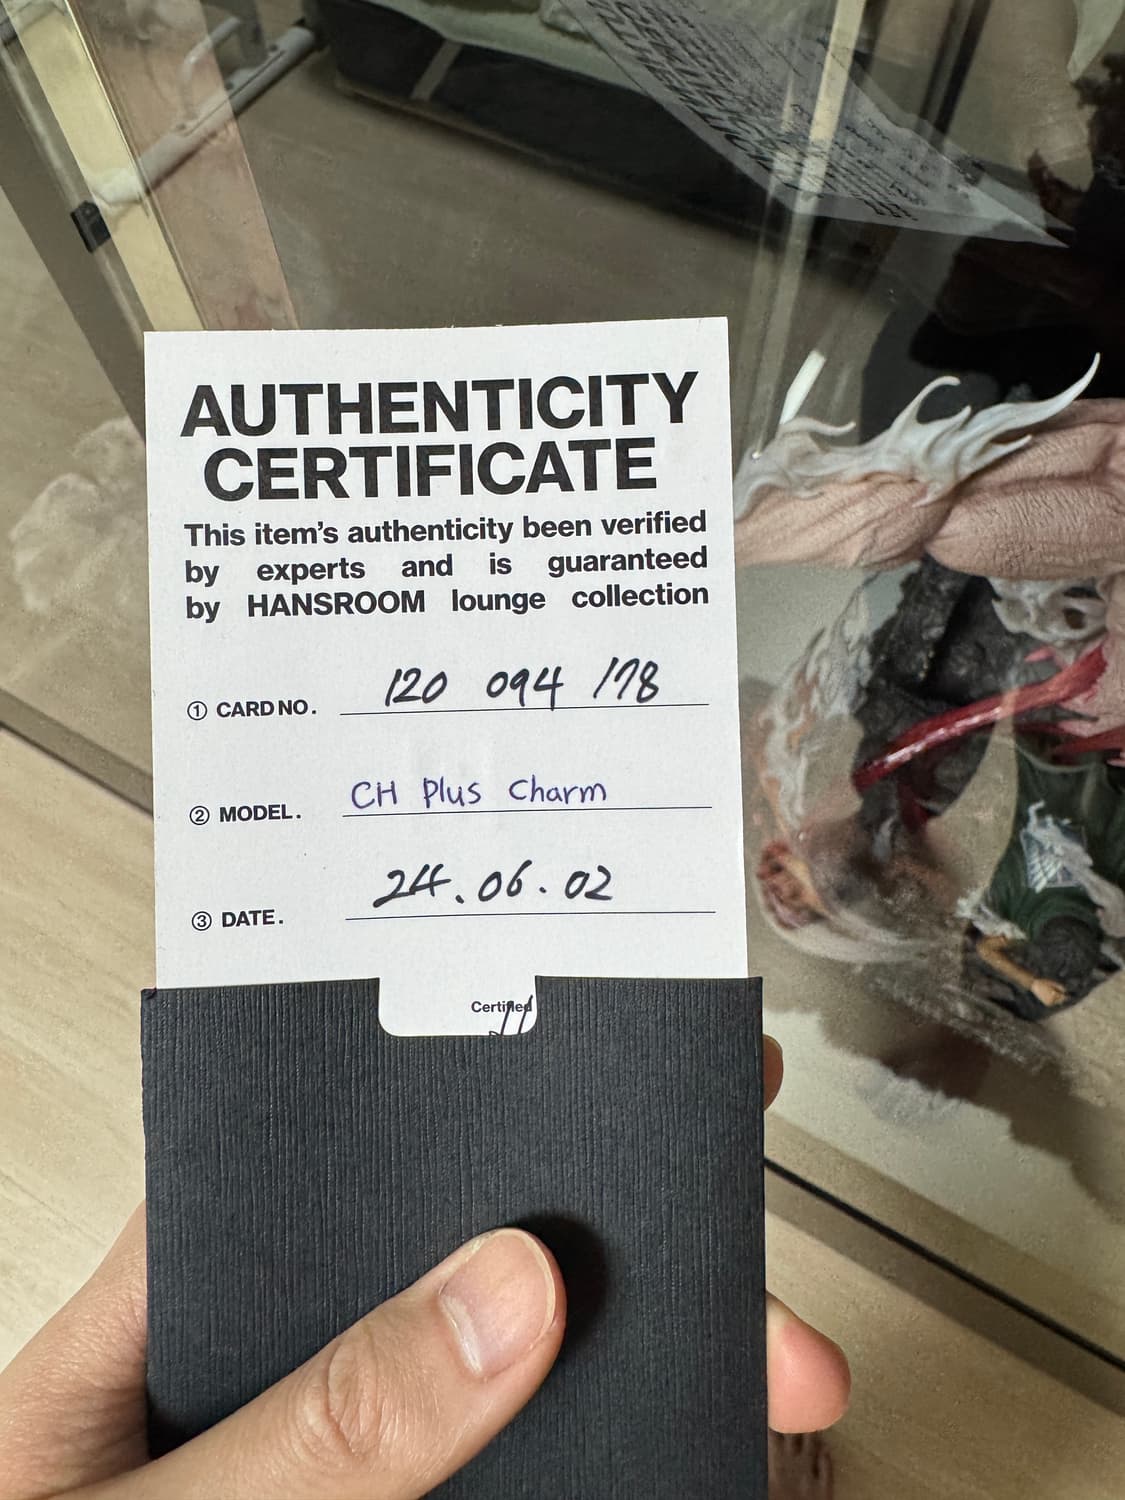 AUTHENTICITY
CERTIFICATE
This item's authenticity been verified
by experts and is guaranteed
by HANSROOM lounge collection
① CARD NO. 120 094 178
② MODEL. CH Plus Charm
③ DATE. 24.06.02
Certified